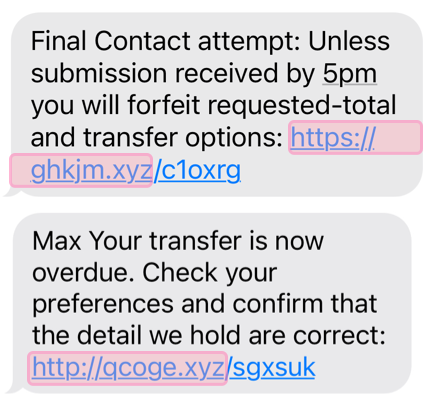 Final Contact attempt: Unless
submission received by 5pm
you will forfeit requested-total
and transfer options: https://
ghkjm.xyz/c1oxrg
Max Your transfer is now
overdue. Check your
preferences and confirm that
the detail we hold are correct:
http://qcoge.xyz/sgxsuk